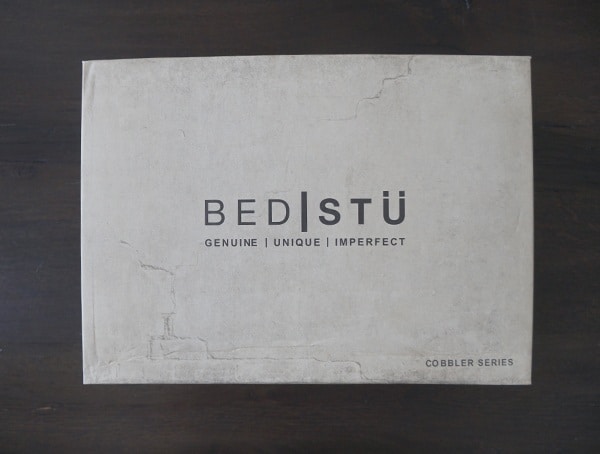 BED|STÜ
GENUINE | UNIQUE | IMPERFECT
COBBLER SERIES